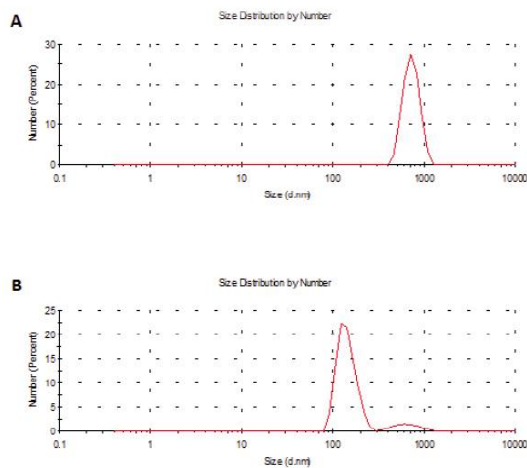 A
Size Distribution by Number
Number (Percent)
30
20
10
0
0.1 1 10 100 1000 10000
Size (d.nm)
B
Size Distribution by Number
Number (Percent)
25
20
15
10
5
0
0.1 1 10 100 1000 10000
Size (d.nm)